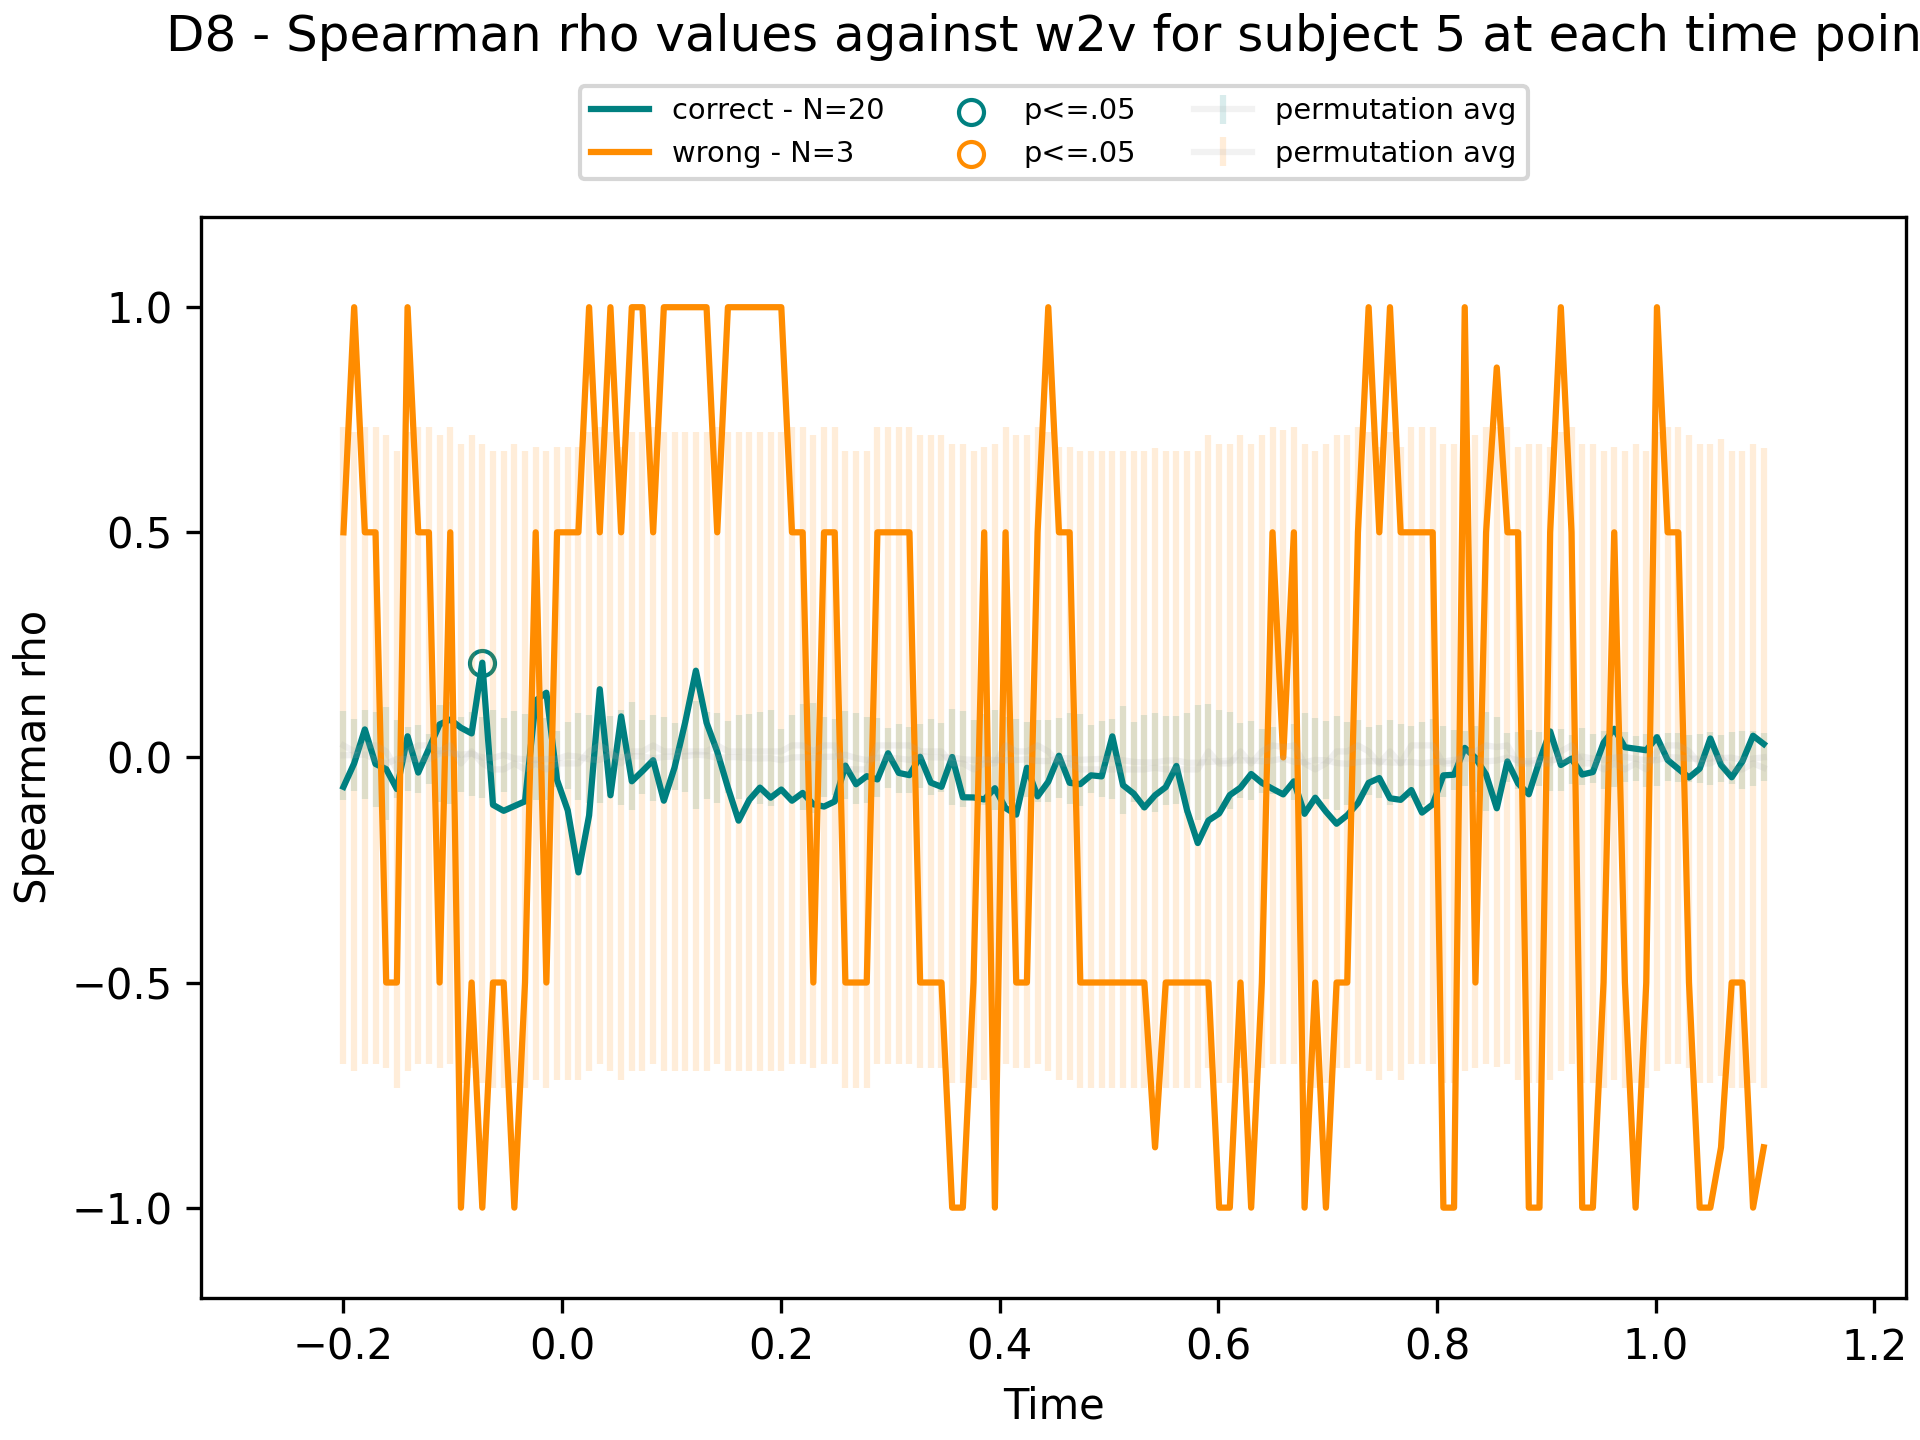 D8 - Spearman rho values against w2v for subject 5 at each time poin
correct - N=20 p<=.05 permutation avg
wrong - N=3 p<=.05 permutation avg
1.0
0.5
0.0
−0.5
−1.0
Spearman rho
−0.2 0.0 0.2 0.4 0.6 0.8 1.0 1.2
Time